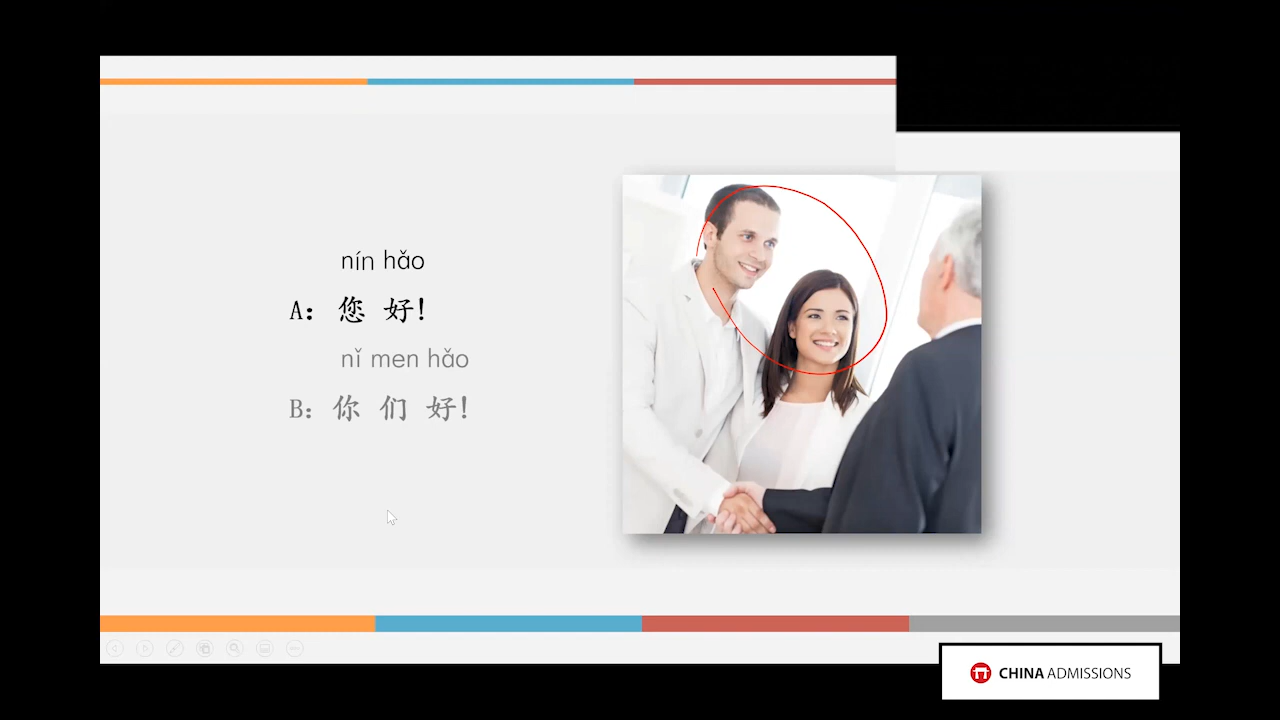 nín hǎo
A： 您 好！
nǐ men hǎo
B： 你 们 好！
CHINA ADMISSIONS